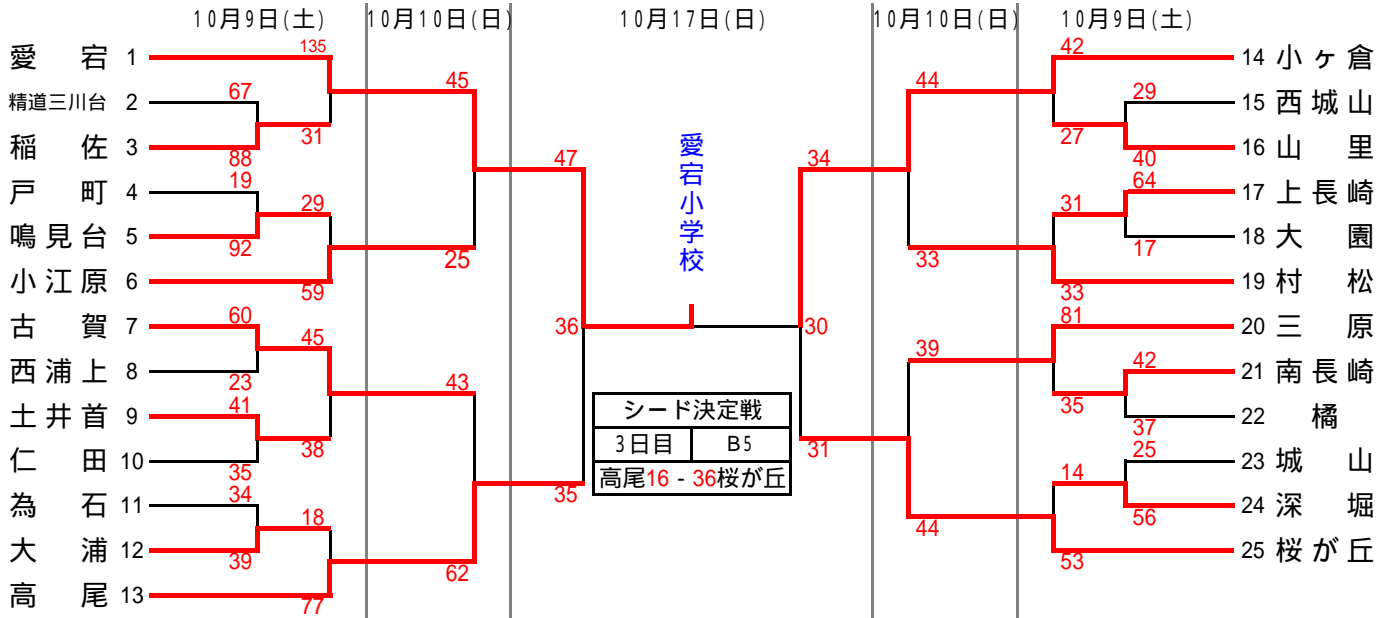 10月9日(土) 10月10日(日) 10月17日(日) 10月10日(日) 10月9日(土)
愛宕 1
精道三川台 2
稲佐 3
戸町 4
鳴見台 5
小江原 6
古賀 7
西浦上 8
土井首 9
仁田 10
為石 11
大浦 12
高尾 13
135
67
31
88
19
29
92
59
60
45
23
41
38
35
34
18
39
77
45
25
43
62
47
36
35
愛宕小学校
シード決定戦
3日目 B5
高尾16 - 36桜が丘
34
30
31
44
33
39
44
42
29
27
40
64
31
17
33
81
42
35
37
25
14
56
53
14 小ヶ倉
15 西城山
16 山里
17 上長崎
18 大園
19 村松
20 三原
21 南長崎
22 橘
23 城山
24 深堀
25 桜が丘